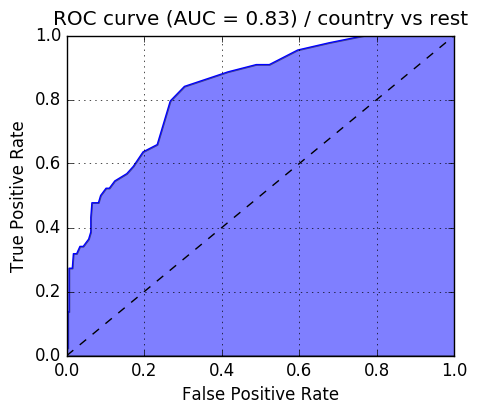 ROC curve (AUC = 0.83) / country vs rest
1.0
0.8
0.6
0.4
0.2
0.0
True Positive Rate
0.0 0.2 0.4 0.6 0.8 1.0
False Positive Rate